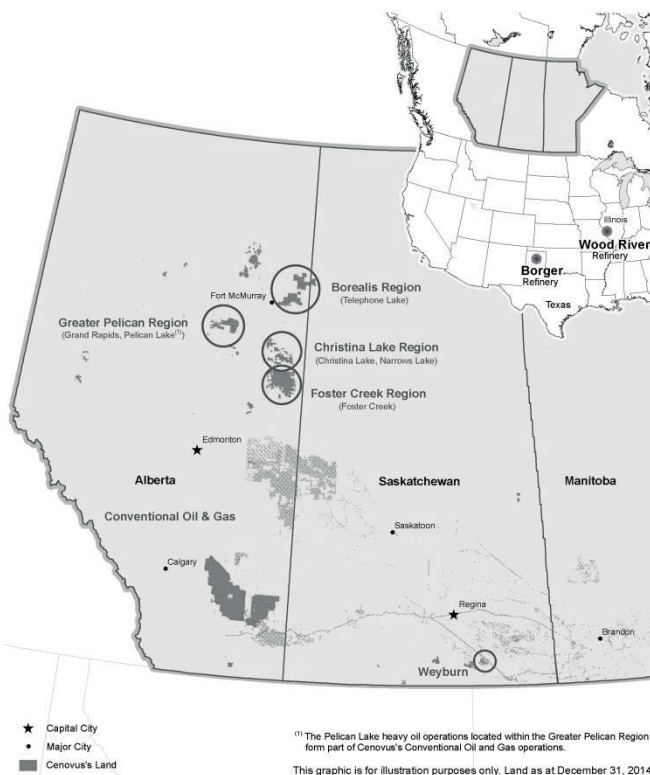 Illinois
Wood River
Refinery
Borger
Refinery
Texas
Borealis Region
(Telephone Lake)
Fort McMurray
Greater Pelican Region
(Grand Rapids, Pelican Lake⁽¹⁾)
Christina Lake Region
(Christina Lake, Narrows Lake)
Foster Creek Region
(Foster Creek)
Edmonton
Alberta
Saskatchewan
Manitoba
Conventional Oil & Gas
Saskatoon
Calgary
Regina
Brandon
Weyburn
Capital City
Major City
Cenovus's Land
⁽¹⁾ The Pelican Lake heavy oil operations located within the Greater Pelican Region
form part of Cenovus's Conventional Oil and Gas operations.
This graphic is for illustration purposes only. Land as at December 31, 2014